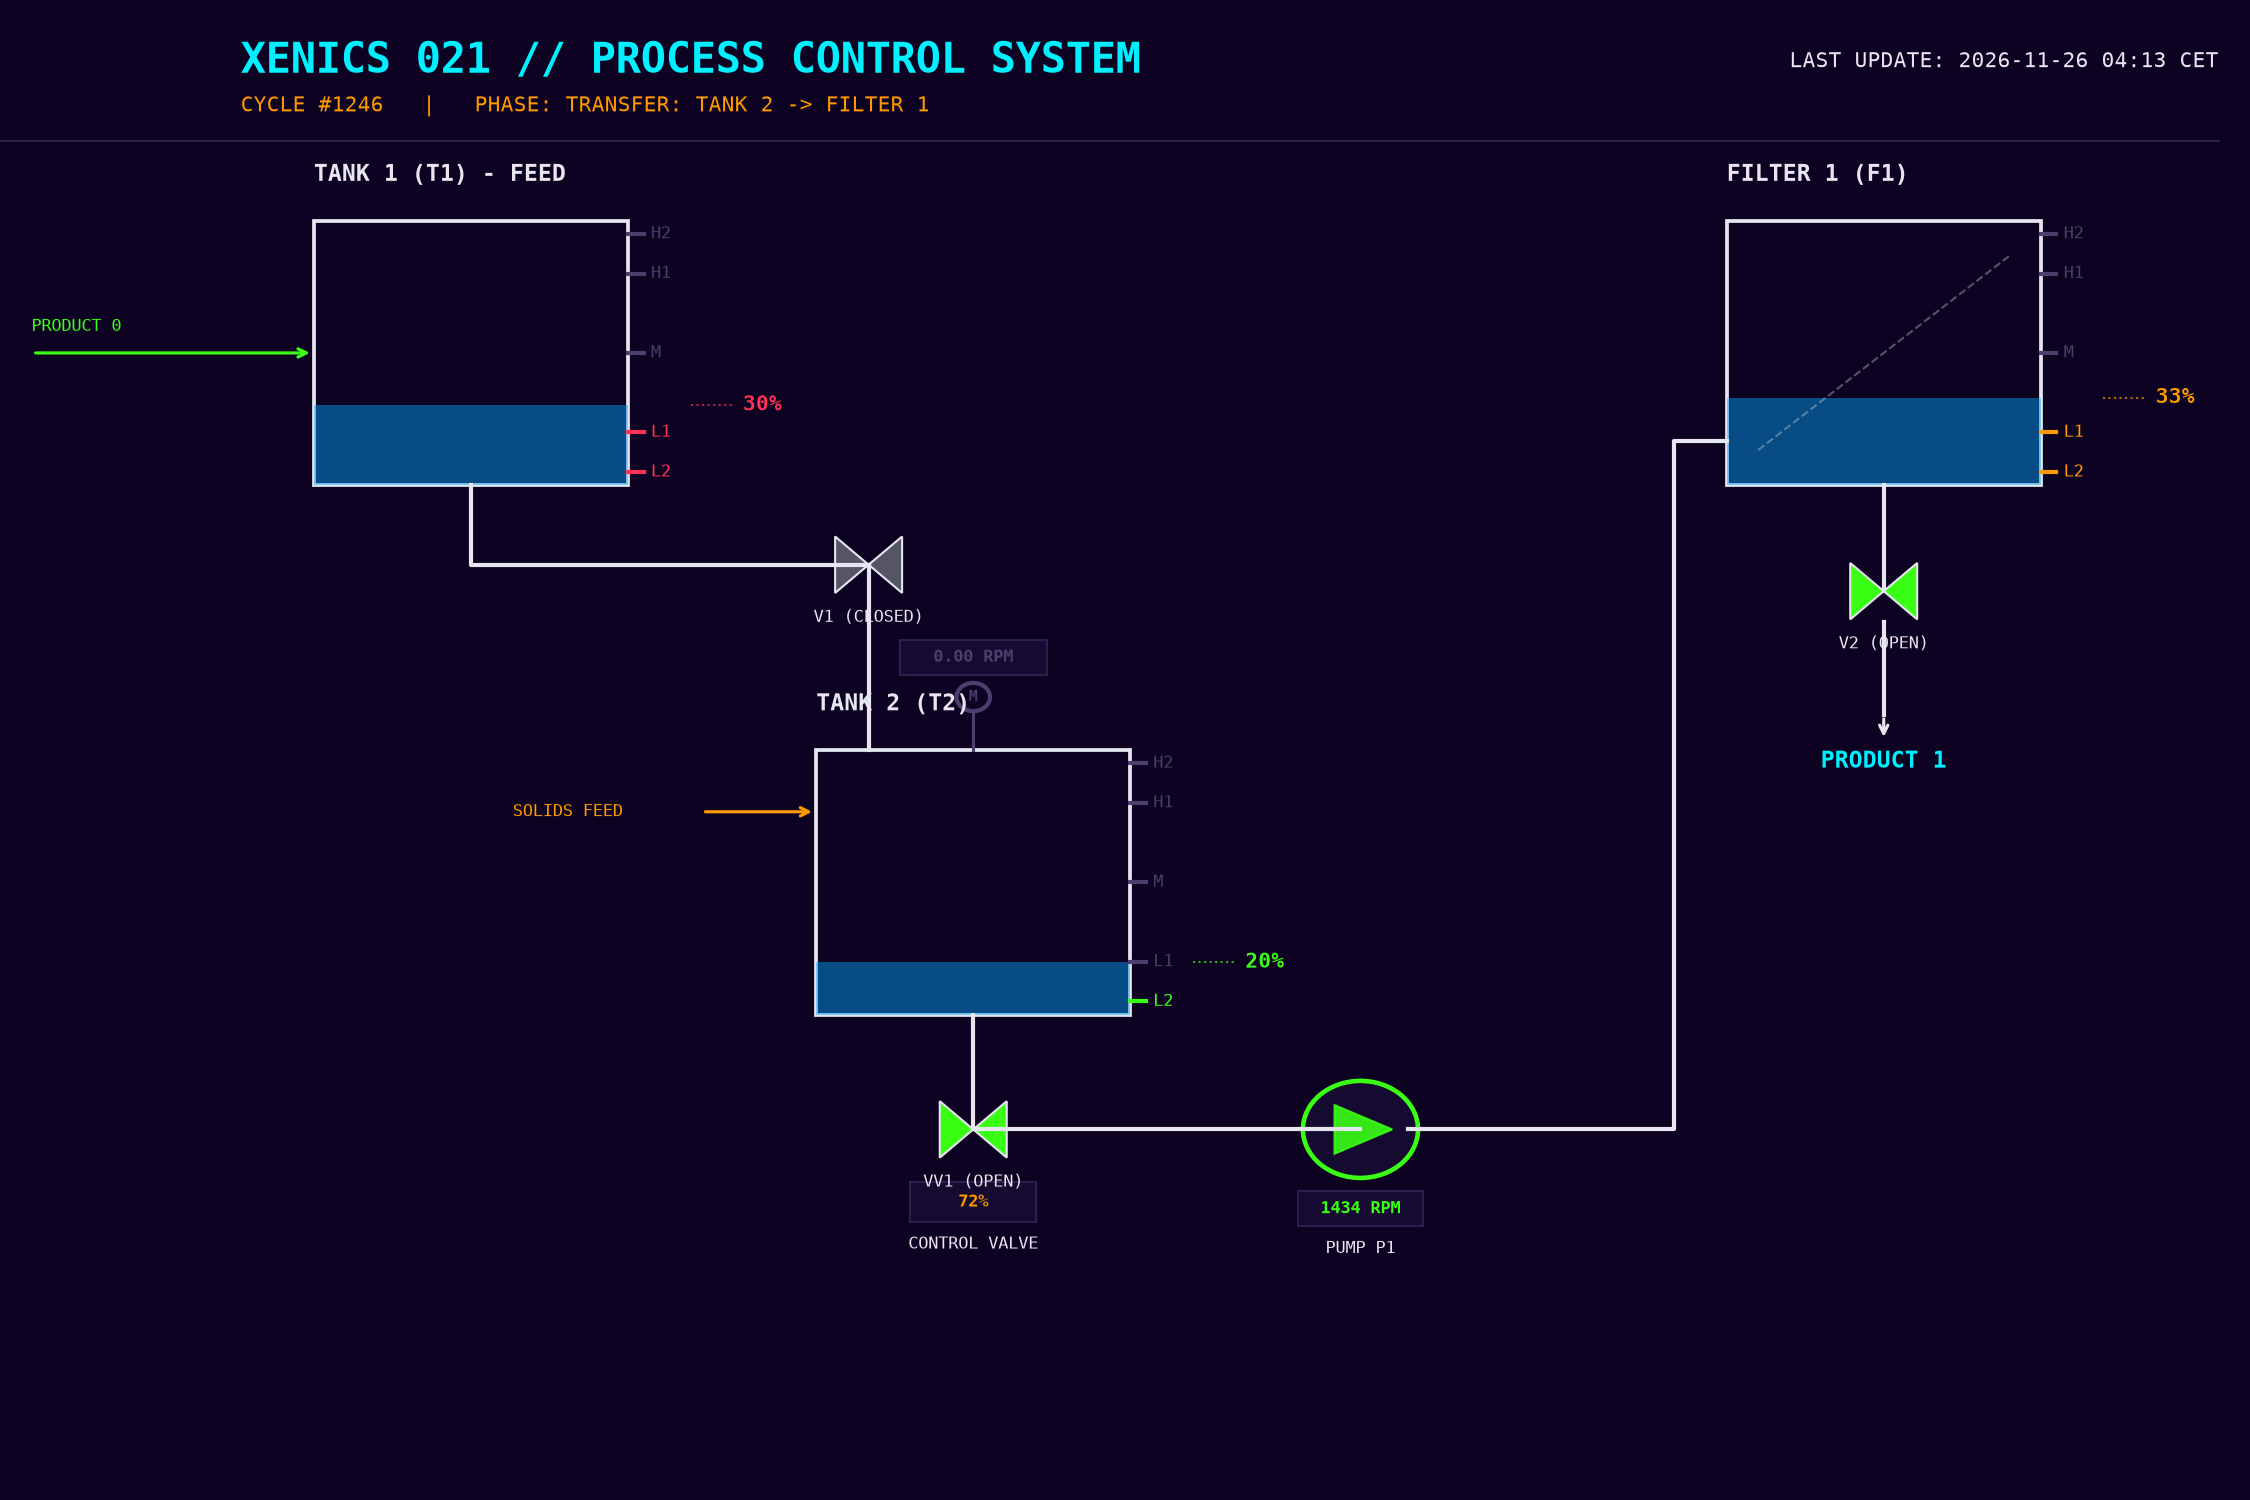 XENICS 021 // PROCESS CONTROL SYSTEM
LAST UPDATE: 2026-11-26 04:13 CET
CYCLE #1246 | PHASE: TRANSFER: TANK 2 -> FILTER 1
TANK 1 (T1) - FEED
H2
H1
PRODUCT 0
M
30%
L1
L2
FILTER 1 (F1)
H2
H1
M
33%
L1
L2
V1 (CLOSED)
V2 (OPEN)
0.00 RPM
M
TANK 2 (T2)
PRODUCT 1
H2
H1
SOLIDS FEED
M
L1
20%
L2
VV1 (OPEN)
72%
CONTROL VALVE
1434 RPM
PUMP P1